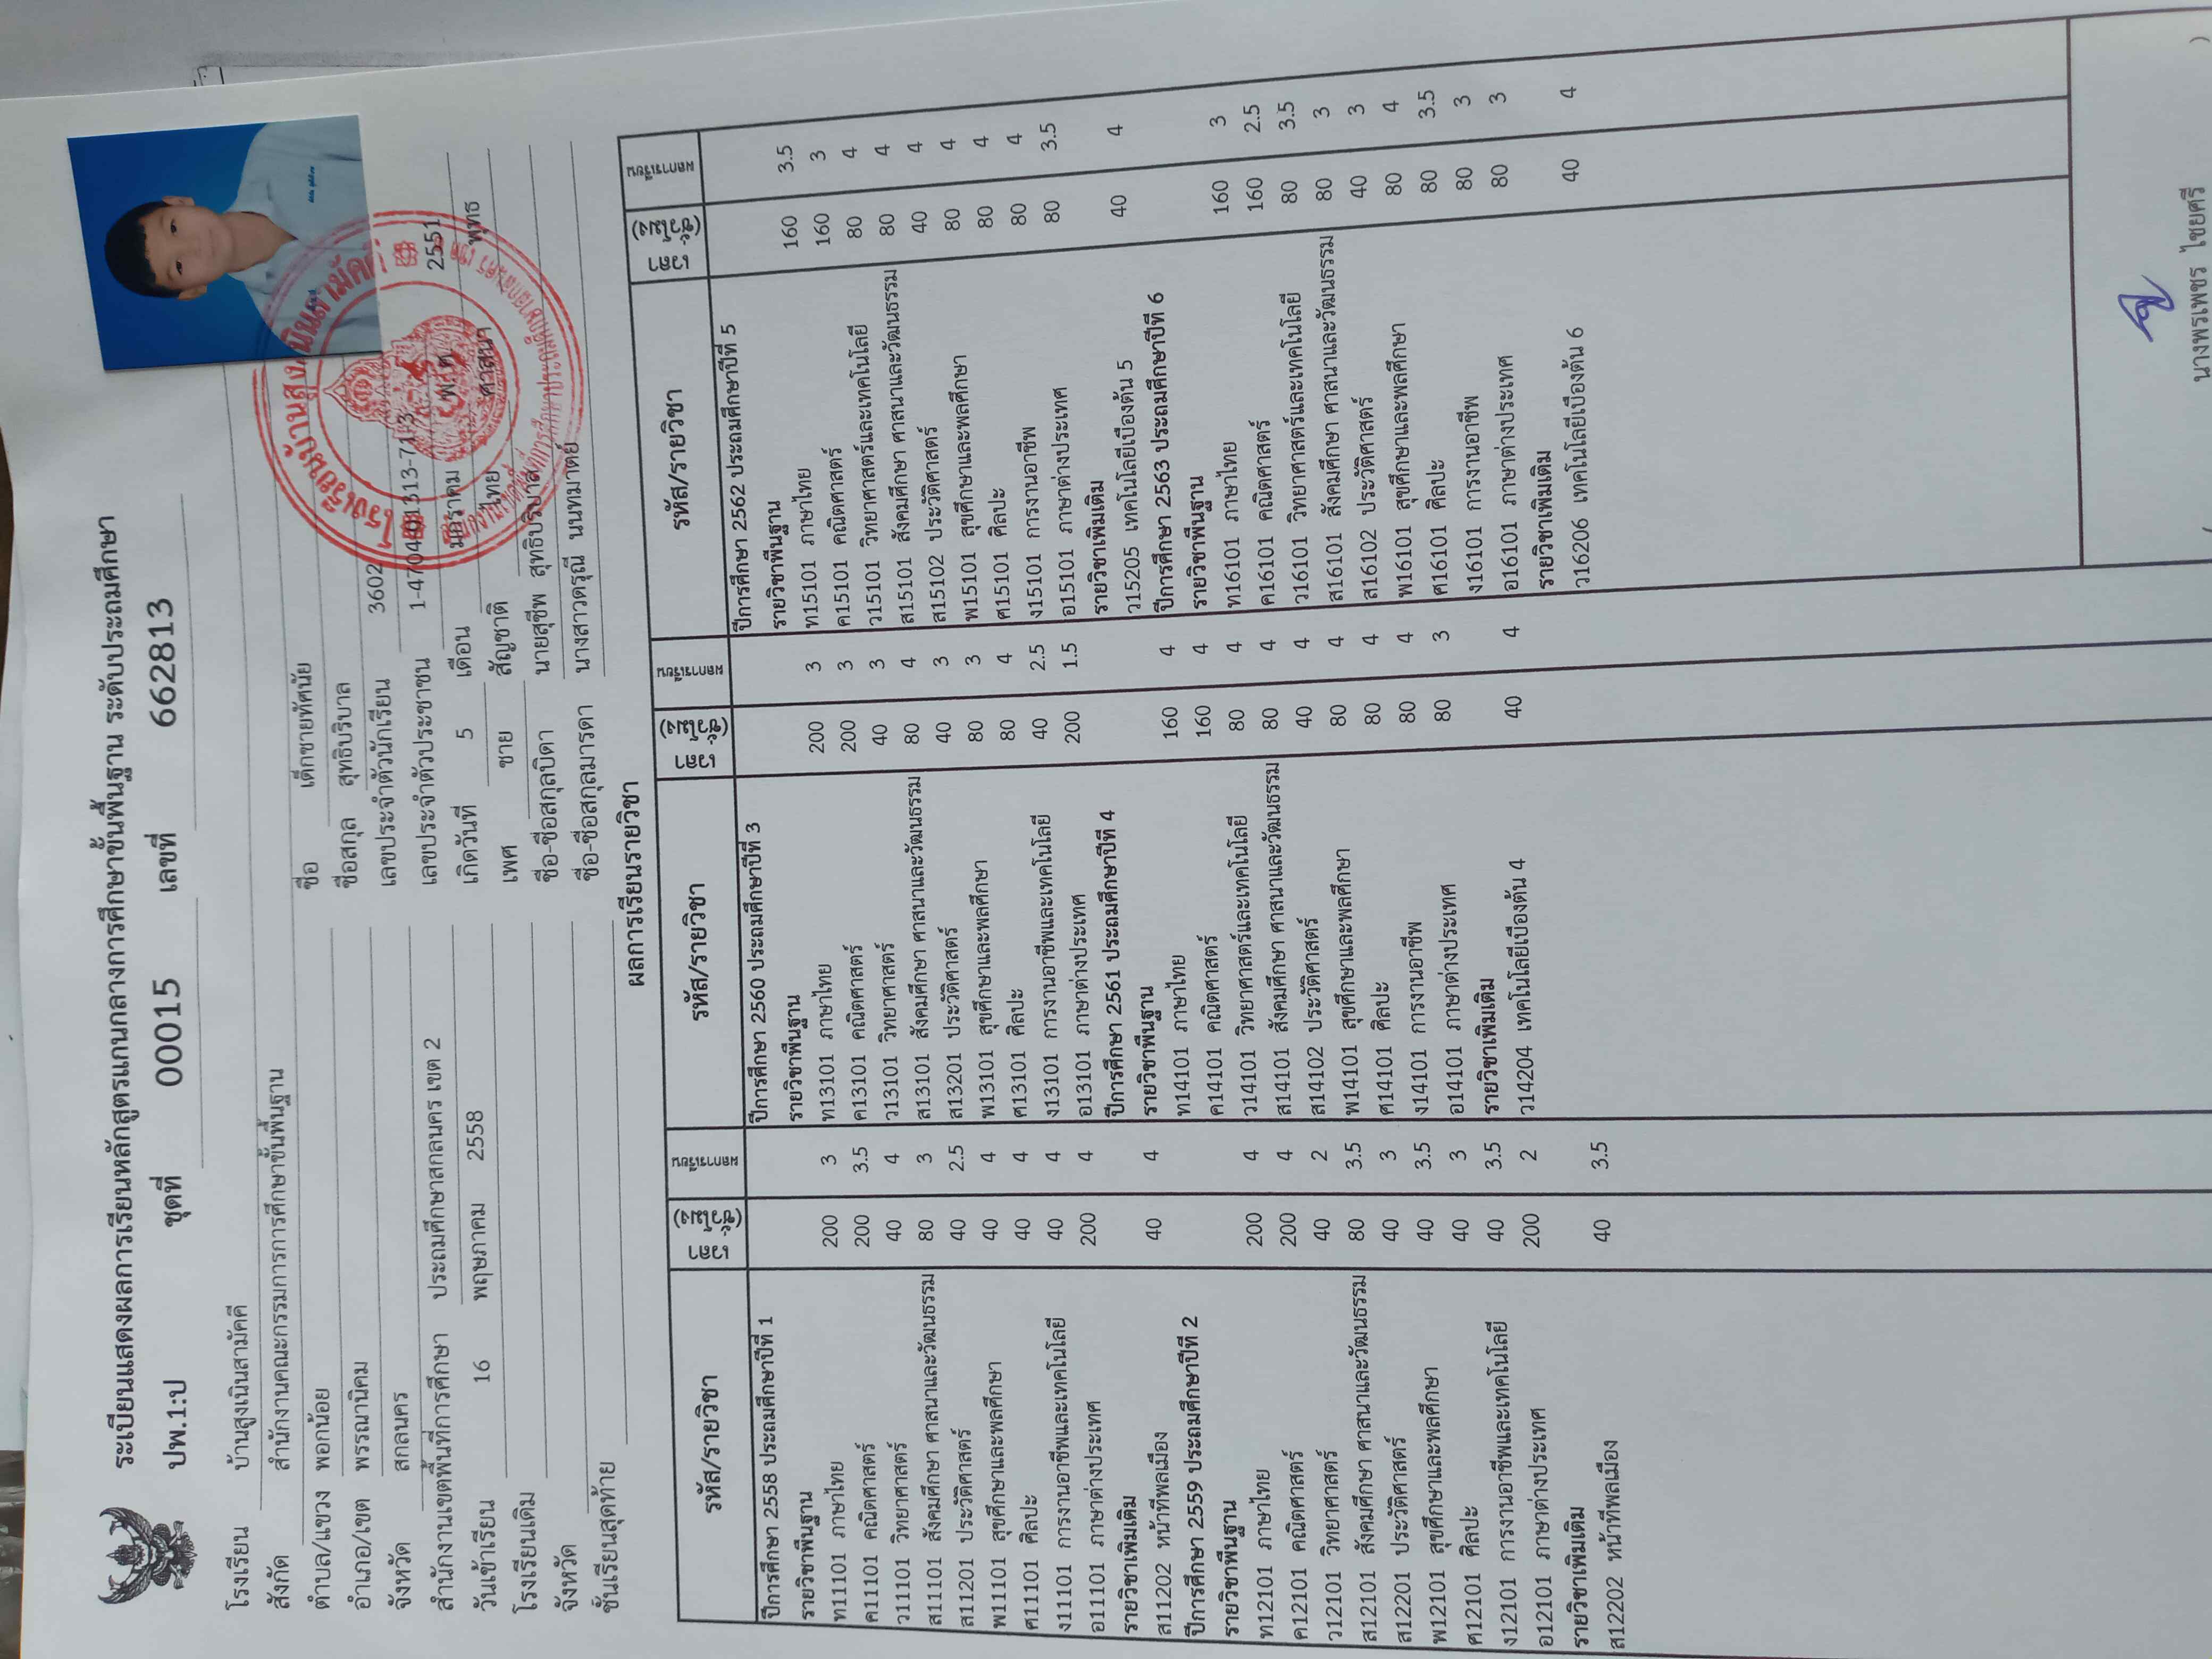 ระเบียนแสดงผลการเรียนหลักสูตรแกนกลางการศึกษาขั้นพื้นฐาน ระดับประถมศึกษา
ปพ.1:ป ชุดที่ 00015 เลขที่ 6628813
โรงเรียน บ้านสูงเนินสามัคคี
สังกัด สำนักงานคณะกรรมการการศึกษาขั้นพื้นฐาน
ตำบล/แขวง พอกน้อย
อำเภอ/เขต พรรณานิคม
จังหวัด สกลนคร
สำนักงานเขตพื้นที่การศึกษา ประถมศึกษาสกลนคร เขต 2
วันเข้าเรียน 16 พฤษภาคม 2558
โรงเรียนเดิม
จังหวัด
ชั้นเรียนสุดท้าย
ชื่อ เด็กชายทัศนัย
ชื่อสกุล สุทธิบริบาล
เลขประจำตัวนักเรียน 3602
เลขประจำตัวประชาชน
เกิดวันที่ 5 เดือน พ.ศ. 2551
เพศ ชาย สัญชาติ ไทย ศาสนา พุทธ
ชื่อ-ชื่อสกุลบิดา นายสุชีพ สุทธิบริบาล
ชื่อ-ชื่อสกุลมารดา นางสาวดรุณี นนทมาตย์
ผลการเรียนรายวิชา
รหัส/รายวิชา เวลา (ชั่วโมง) ผลการเรียน
ปีการศึกษา 2558 ประถมศึกษาปีที่ 1
รายวิชาพื้นฐาน
ท11101 ภาษาไทย 200 3
ค11101 คณิตศาสตร์ 200 3.5
ว11101 วิทยาศาสตร์ 40 4
ส11101 สังคมศึกษา ศาสนาและวัฒนธรรม 80 3
ส11201 ประวัติศาสตร์ 40 2.5
พ11101 สุขศึกษาและพลศึกษา 40 4
ศ11101 ศิลปะ 40 4
ง11101 การงานอาชีพและเทคโนโลยี 40 4
อ11101 ภาษาต่างประเทศ 200 4
รายวิชาเพิ่มเติม
ส11202 หน้าที่พลเมือง 40 4
ปีการศึกษา 2559 ประถมศึกษาปีที่ 2
รายวิชาพื้นฐาน
ท12101 ภาษาไทย 200 4
ค12101 คณิตศาสตร์ 200 4
ว12101 วิทยาศาสตร์ 40 2
ส12101 สังคมศึกษา ศาสนาและวัฒนธรรม 80 3.5
ส12201 ประวัติศาสตร์ 40 3
พ12101 สุขศึกษาและพลศึกษา 40 3.5
ศ12101 ศิลปะ 40 3
ง12101 การงานอาชีพและเทคโนโลยี 40 3.5
อ12101 ภาษาต่างประเทศ 200 2
รายวิชาเพิ่มเติม
ส12202 หน้าที่พลเมือง 40 3.5
รหัส/รายวิชา เวลา (ชั่วโมง) ผลการเรียน
ปีการศึกษา 2560 ประถมศึกษาปีที่ 3
รายวิชาพื้นฐาน
ท13101 ภาษาไทย 200 3
ค13101 คณิตศาสตร์ 200 3
ว13101 วิทยาศาสตร์ 40 3
ส13101 สังคมศึกษา ศาสนาและวัฒนธรรม 80 4
ส13201 ประวัติศาสตร์ 40 3
พ13101 สุขศึกษาและพลศึกษา 80 3
ศ13101 ศิลปะ 80 4
ง13101 การงานอาชีพและเทคโนโลยี 40 2.5
อ13101 ภาษาต่างประเทศ 200 1.5
ปีการศึกษา 2561 ประถมศึกษาปีที่ 4
รายวิชาพื้นฐาน
ท14101 ภาษาไทย 160 4
ค14101 คณิตศาสตร์ 160 4
ว14101 วิทยาศาสตร์และเทคโนโลยี 80 4
ส14101 สังคมศึกษา ศาสนาและวัฒนธรรม 80 4
ส14102 ประวัติศาสตร์ 40 4
พ14101 สุขศึกษาและพลศึกษา 80 4
ศ14101 ศิลปะ 80 4
ง14101 การงานอาชีพ 80 4
อ14101 ภาษาต่างประเทศ 80 3
รายวิชาเพิ่มเติม
ว14204 เทคโนโลยีเบื้องต้น 4 40 4
รหัส/รายวิชา เวลา (ชั่วโมง) ผลการเรียน
ปีการศึกษา 2562 ประถมศึกษาปีที่ 5
รายวิชาพื้นฐาน
ท15101 ภาษาไทย 160 3.5
ค15101 คณิตศาสตร์ 160 3
ว15101 วิทยาศาสตร์และเทคโนโลยี 80 4
ส15101 สังคมศึกษา ศาสนาและวัฒนธรรม 80 4
ส15102 ประวัติศาสตร์ 40 4
พ15101 สุขศึกษาและพลศึกษา 80 4
ศ15101 ศิลปะ 80 4
ง15101 การงานอาชีพ 80 4
อ15101 ภาษาต่างประเทศ 80 3.5
รายวิชาเพิ่มเติม
ว15205 เทคโนโลยีเบื้องต้น 5 40 4
ปีการศึกษา 2563 ประถมศึกษาปีที่ 6
รายวิชาพื้นฐาน
ท16101 ภาษาไทย 160 3
ค16101 คณิตศาสตร์ 160 2.5
ว16101 วิทยาศาสตร์และเทคโนโลยี 80 3.5
ส16101 สังคมศึกษา ศาสนาและวัฒนธรรม 80 3
ส16102 ประวัติศาสตร์ 40 3
พ16101 สุขศึกษาและพลศึกษา 80 4
ศ16101 ศิลปะ 80 3.5
ง16101 การงานอาชีพ 80 3
อ16101 ภาษาต่างประเทศ 80 3
รายวิชาเพิ่มเติม
ว16206 เทคโนโลยีเบื้องต้น 6 40 4
นางพรเพชร ไชยศรี )